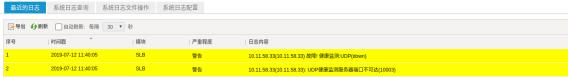 最近的日志 系统日志查询 系统日志文件操作 系统日志配置
导出 刷新 自动刷新: 每隔 30 秒
序号 时间戳 模块 严重程度 日志内容
1 2019-07-12 11:40:05 SLB 警告 10.11.58.33(10.11.58.33) 故障! 健康监测:UDP(down)
2 2019-07-12 11:40:05 SLB 警告 10.11.58.33(10.11.58.33): UDP健康监测服务器端口不可达(10003)